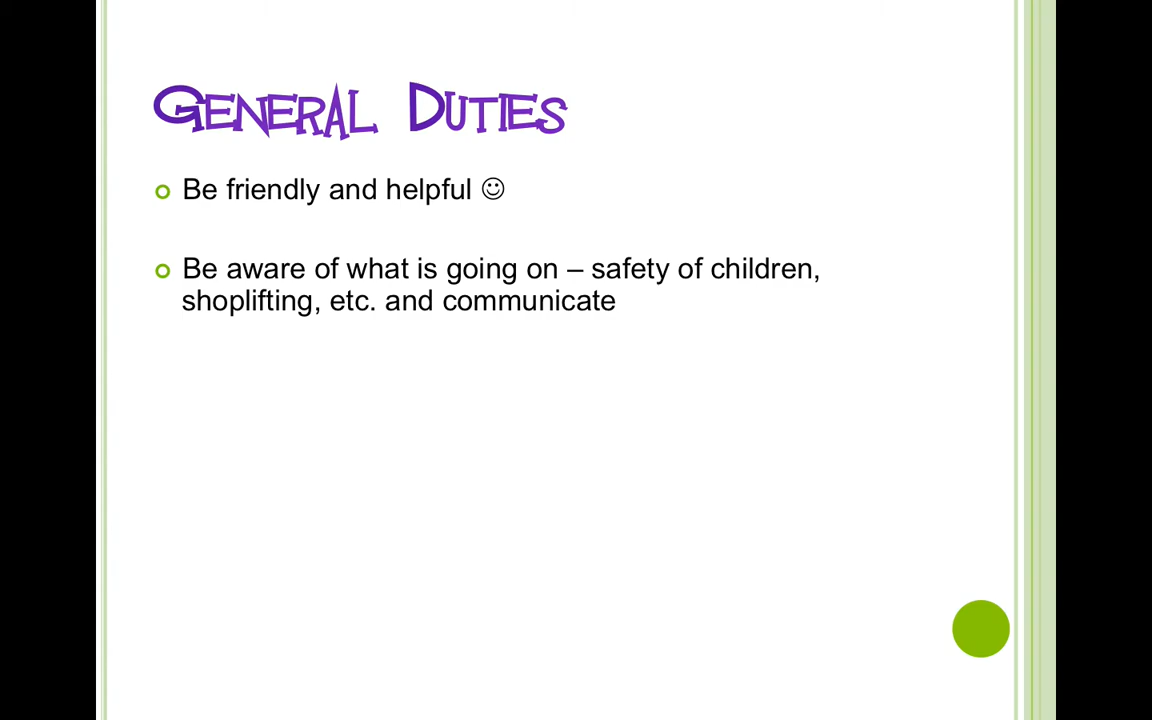 General Duties
Be friendly and helpful ☺
Be aware of what is going on – safety of children,
shoplifting, etc. and communicate